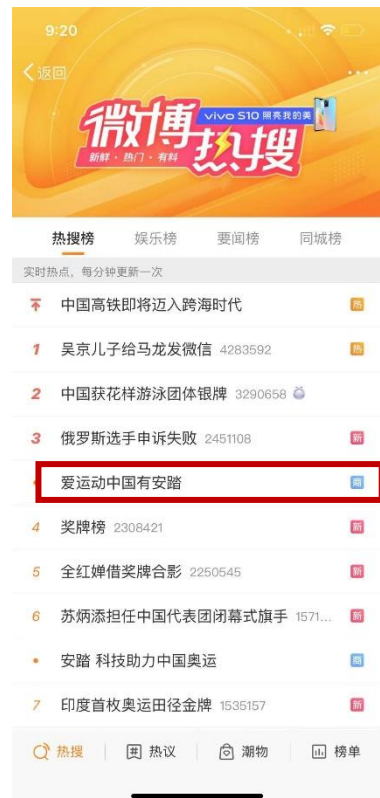 9:20
返回
微博热搜
vivo S10 照亮我的美
新鲜·热门·有料
热搜榜 娱乐榜 要闻榜 同城榜
实时热点，每分钟更新一次
中国高铁即将迈入跨海时代 热
1 吴京儿子给马龙发微信 4283592 热
2 中国获花样游泳团体银牌 3290658
3 俄罗斯选手申诉失败 2451108 新
• 爱运动中国有安踏 商
4 奖牌榜 2308421 新
5 全红婵借奖牌合影 2250545 新
6 苏炳添担任中国代表团闭幕式旗手 1571... 新
• 安踏 科技助力中国奥运 商
7 印度首枚奥运田径金牌 1535157 新
热搜 热议 潮物 榜单